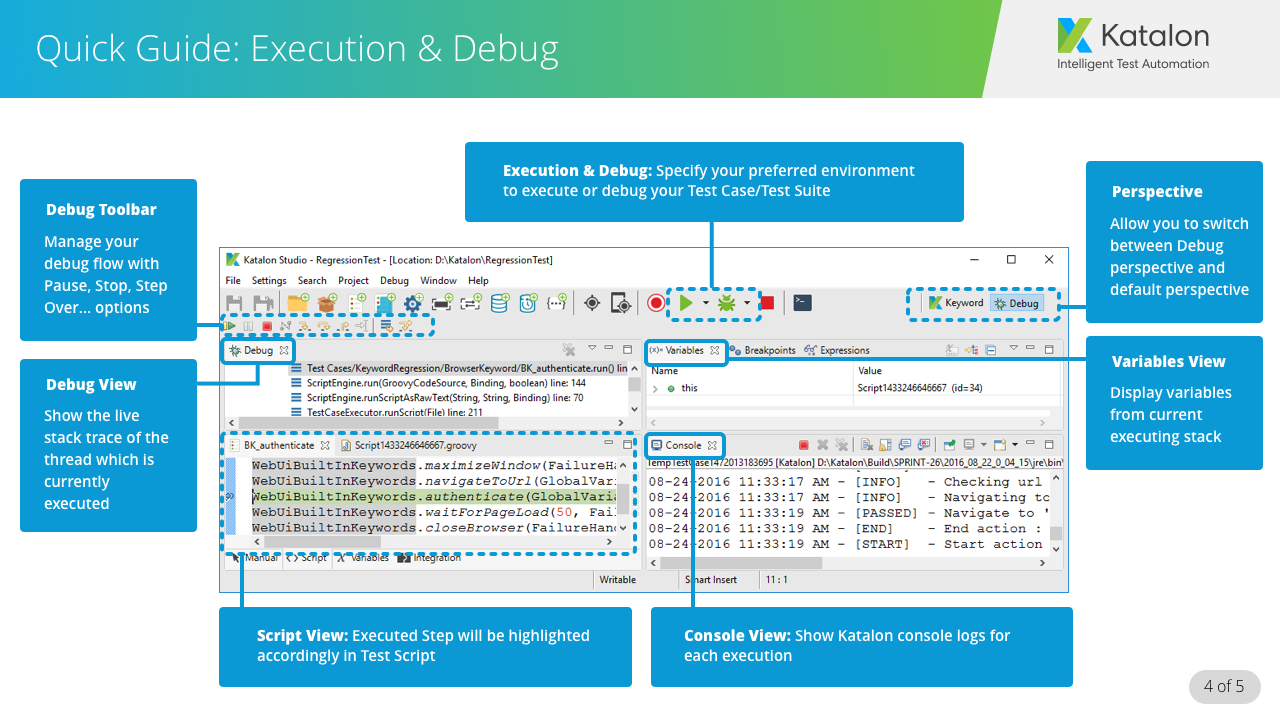 Quick Guide: Execution & Debug
Katalon
Intelligent Test Automation
Execution & Debug: Specify your preferred environment
to execute or debug your Test Case/Test Suite
Debug Toolbar
Manage your
debug flow with
Pause, Stop, Step
Over... options
Perspective
Allow you to switch
between Debug
perspective and
default perspective
Katalon Studio - RegressionTest - [Location: D:\Katalon\RegressionTest]
File Settings Search Project Debug Window Help
Keyword Debug
Debug
Test Cases/KeywordRegression/BrowserKeyword/BK_authenticate.run() lin
ScriptEngine.run(GroovyCodeSource, Binding, boolean) line: 144
ScriptEngine.runScriptAsRawText(String, String, Binding) line: 70
TestCaseExecutor.runScript(File) line: 211
(x)= Variables Breakpoints Expressions
Name Value
this Script1433246646667 (id=34)
Debug View
Show the live
stack trace of the
thread which is
currently
executed
Variables View
Display variables
from current
executing stack
BK_authenticate Script1433246646667.groovy
WebUiBuiltInKeywords.maximizeWindow(FailureHa
WebUiBuiltInKeywords.navigateToUrl(GlobalVari
WebUiBuiltInKeywords.authenticate(GlobalVaria
WebUiBuiltInKeywords.waitForPageLoad(50, Fai
WebUiBuiltInKeywords.closeBrowser(FailureHand
Manual Script Variables Integration
Console
TempTestCase1472013183695 [Katalon] D:\Katalon\Build\SPRINT-26\2016_08_22_0_04_15\jre\bin\
08-24-2016 11:33:17 AM - [INFO] - Checking url
08-24-2016 11:33:17 AM - [INFO] - Navigating to
08-24-2016 11:33:19 AM - [PASSED] - Navigate to '
08-24-2016 11:33:19 AM - [END] - End action :
08-24-2016 11:33:19 AM - [START] - Start action
Writable Smart Insert 11 : 1
Script View: Executed Step will be highlighted
accordingly in Test Script
Console View: Show Katalon console logs for
each execution
4 of 5